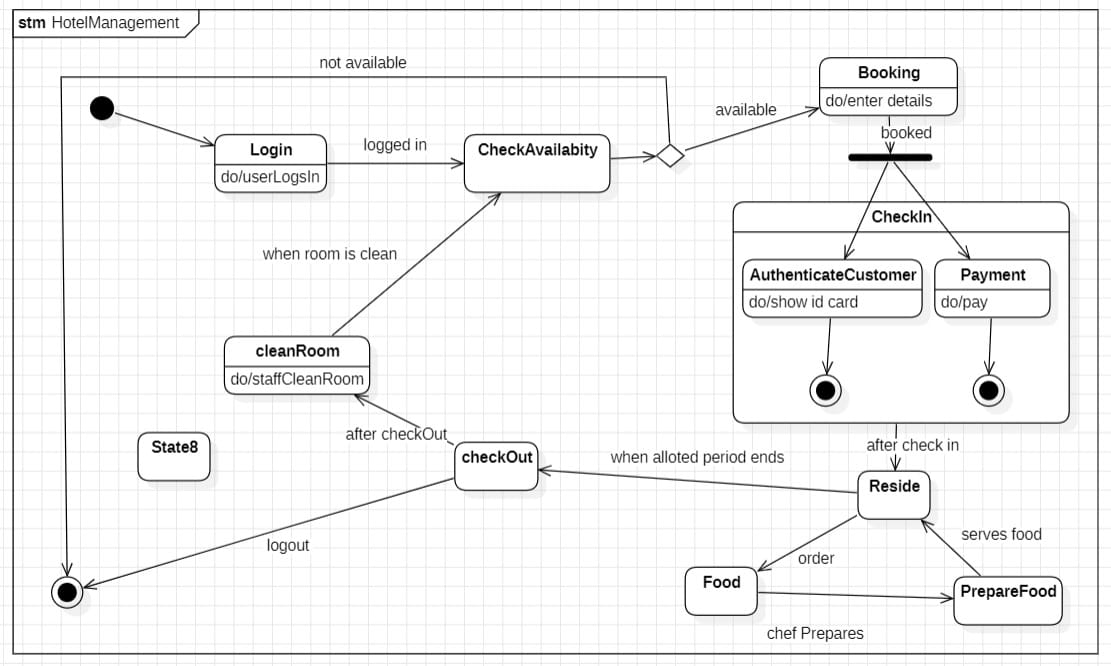 stm HotelManagement
not available
Booking
do/enter details
available
booked
Login
do/userLogsIn
logged in
CheckAvailabity
CheckIn
when room is clean
AuthenticateCustomer
do/show id card
Payment
do/pay
cleanRoom
do/staffCleanRoom
after checkOut
State8
checkOut
when alloted period ends
after check in
Reside
logout
order
serves food
Food
PrepareFood
chef Prepares